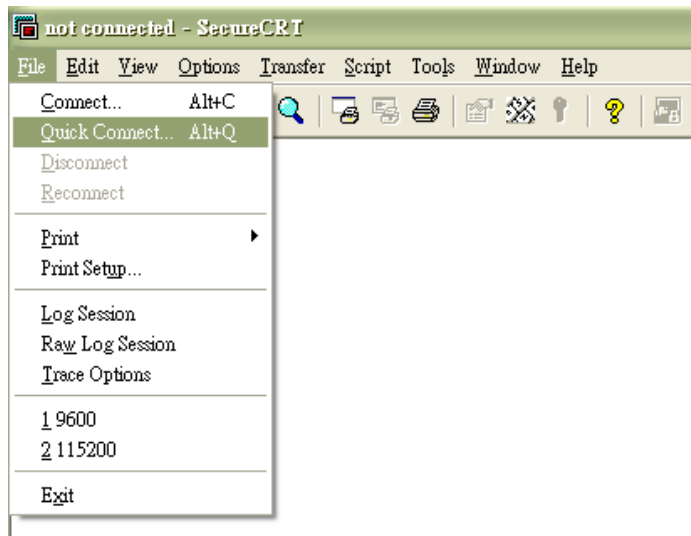 not connected - SecureCRT
File Edit View Options Transfer Script Tools Window Help
Connect... Alt+C
Quick Connect... Alt+Q
Disconnect
Reconnect
Print
Print Setup...
Log Session
Raw Log Session
Trace Options
1 9600
2 115200
Exit